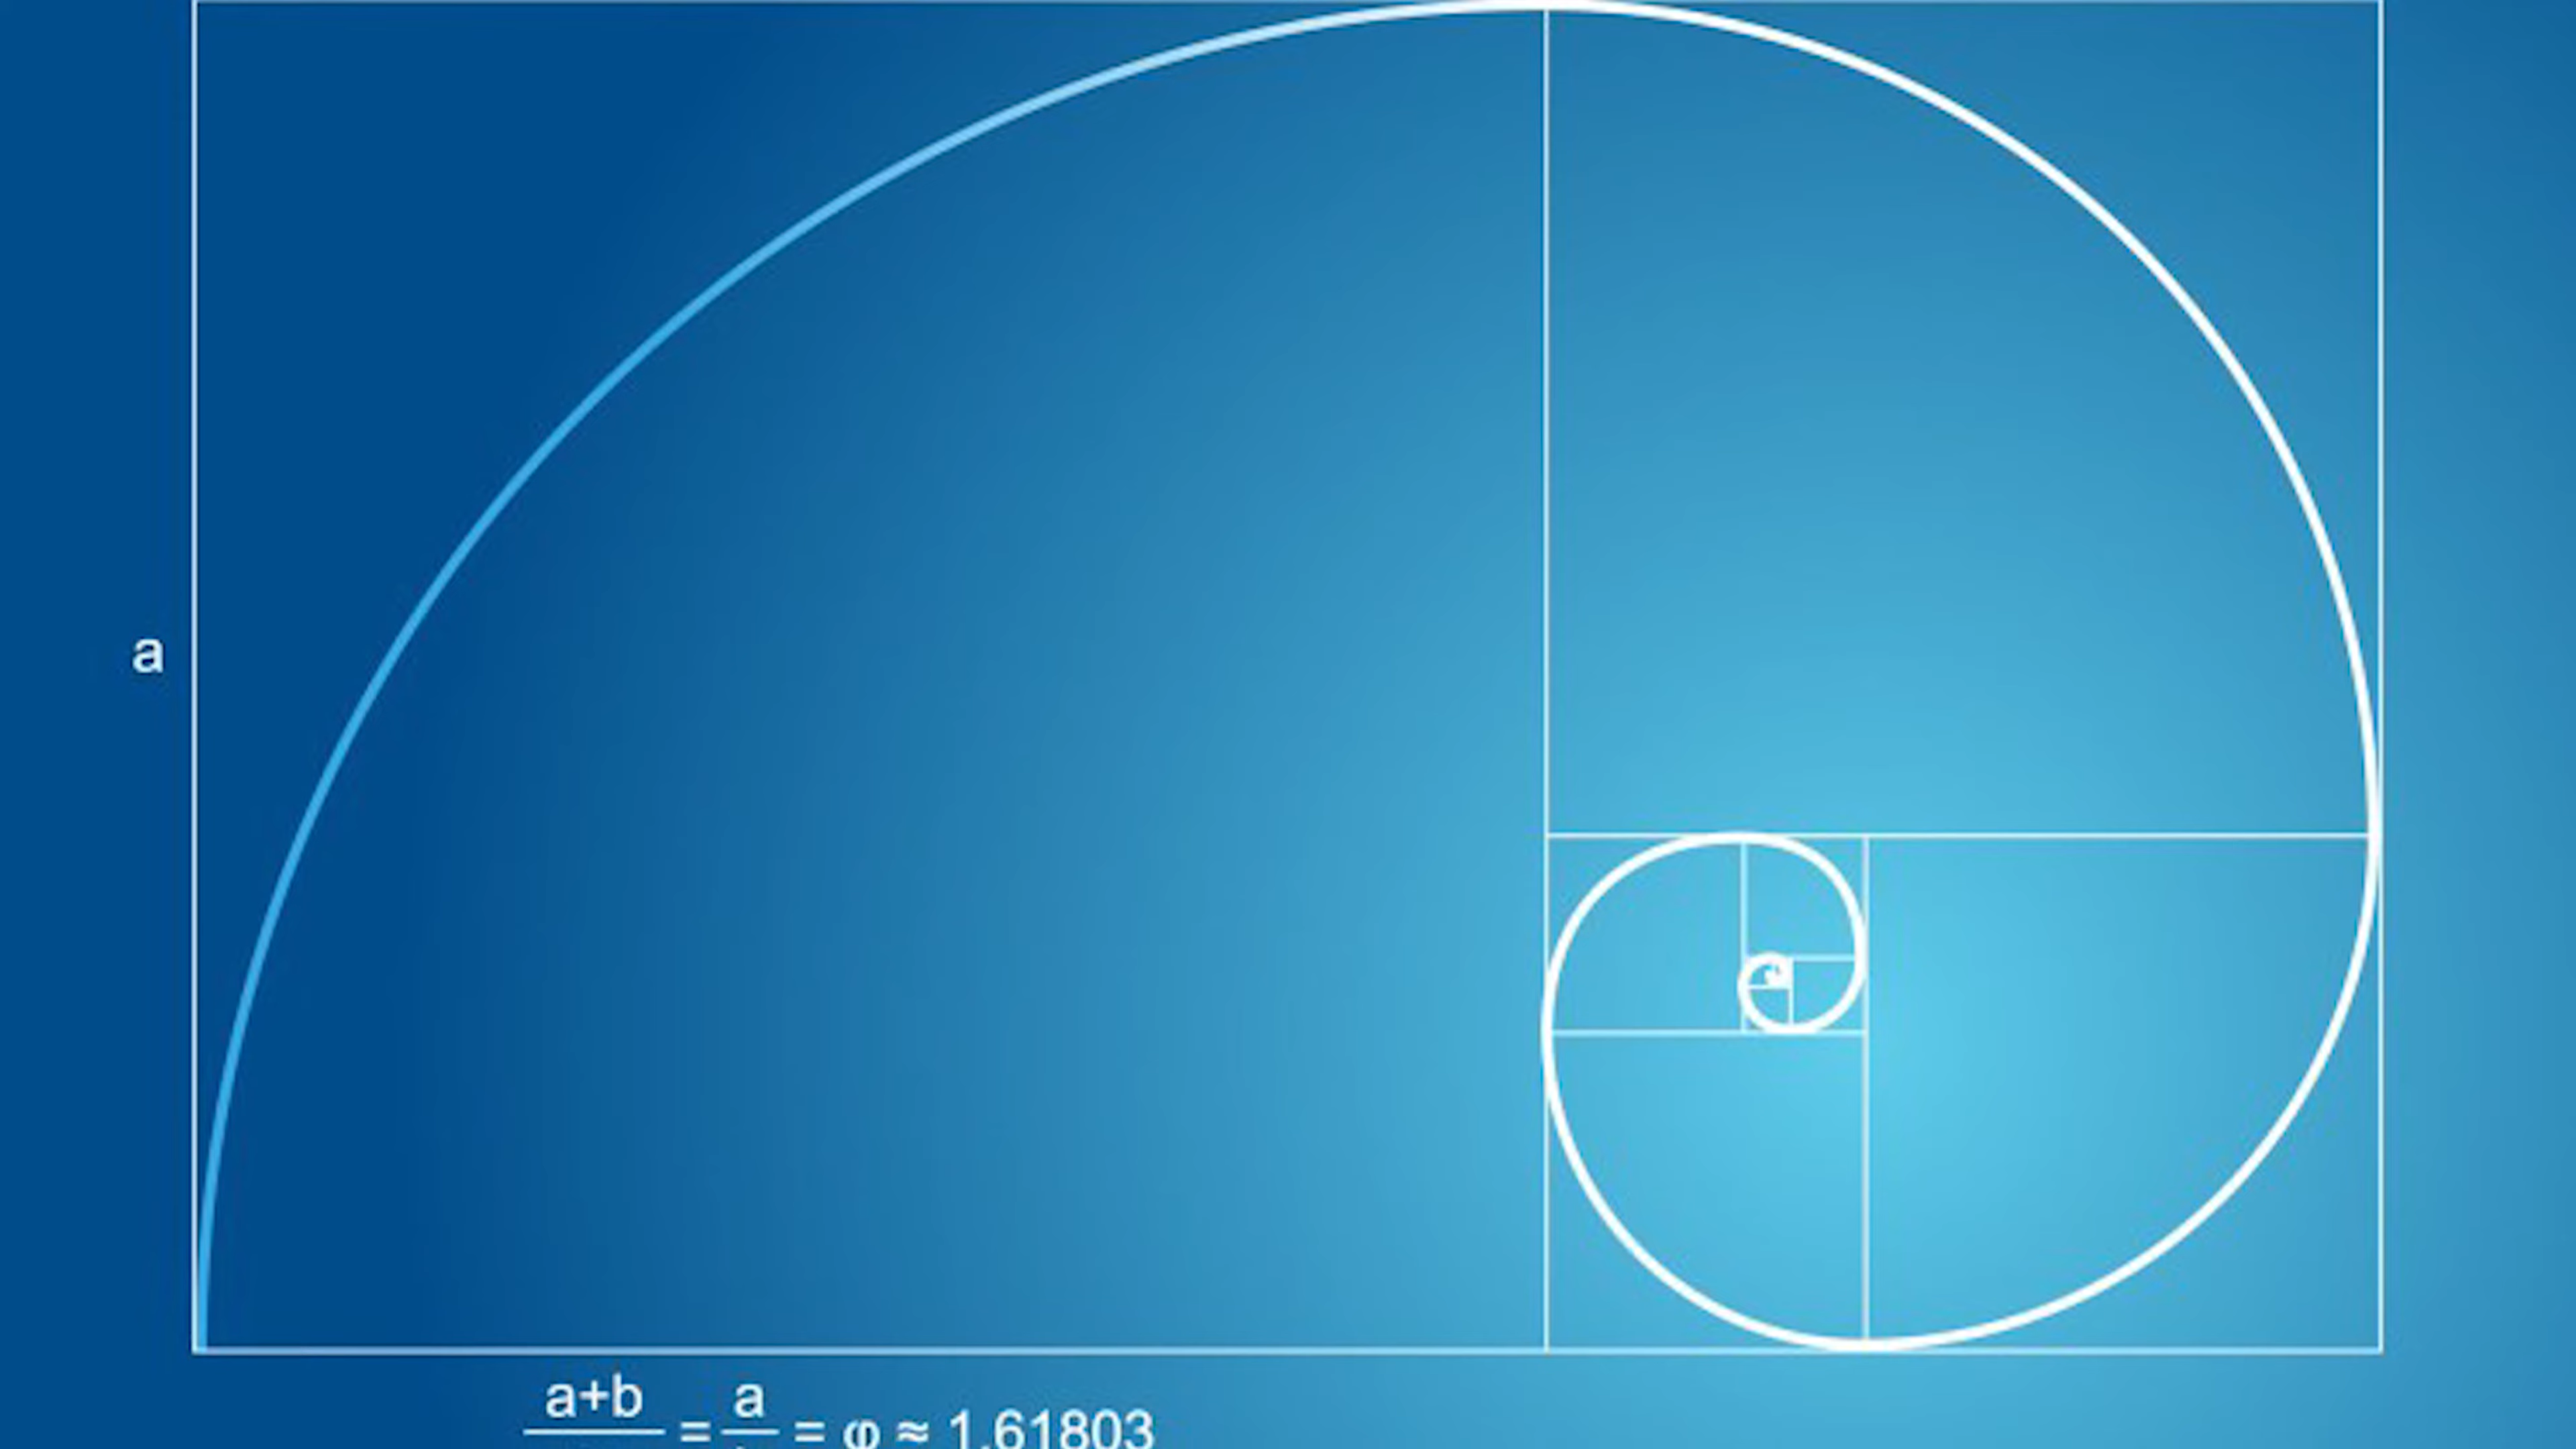 a
a+b
a
= = φ ≈ 1.61803